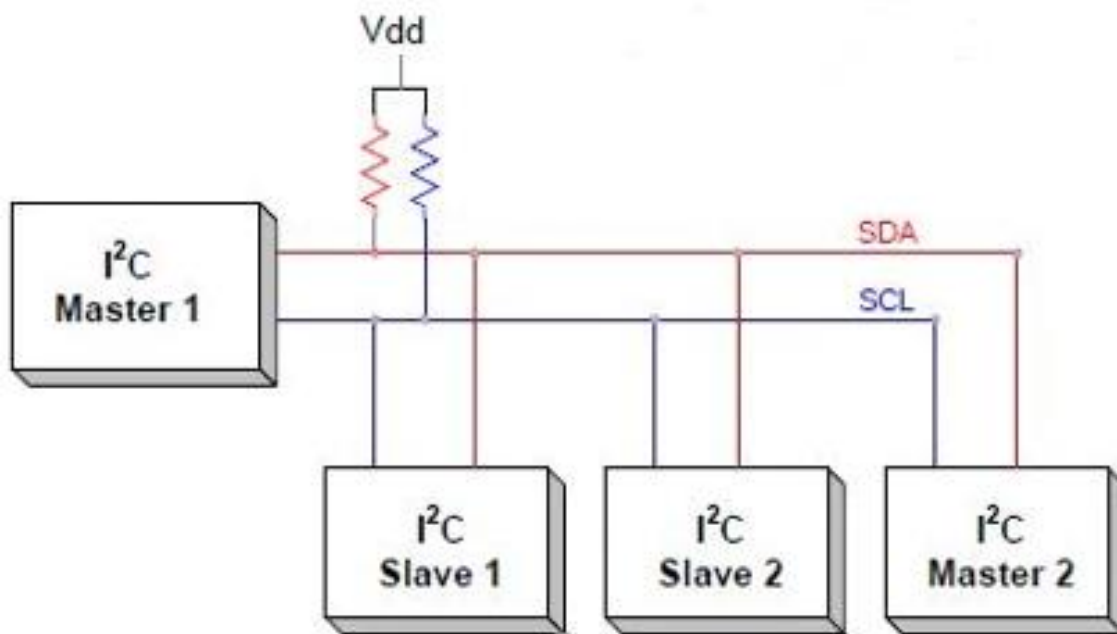 Vdd
I²C
Master 1
SDA
SCL
I²C
Slave 1
I²C
Slave 2
I²C
Master 2